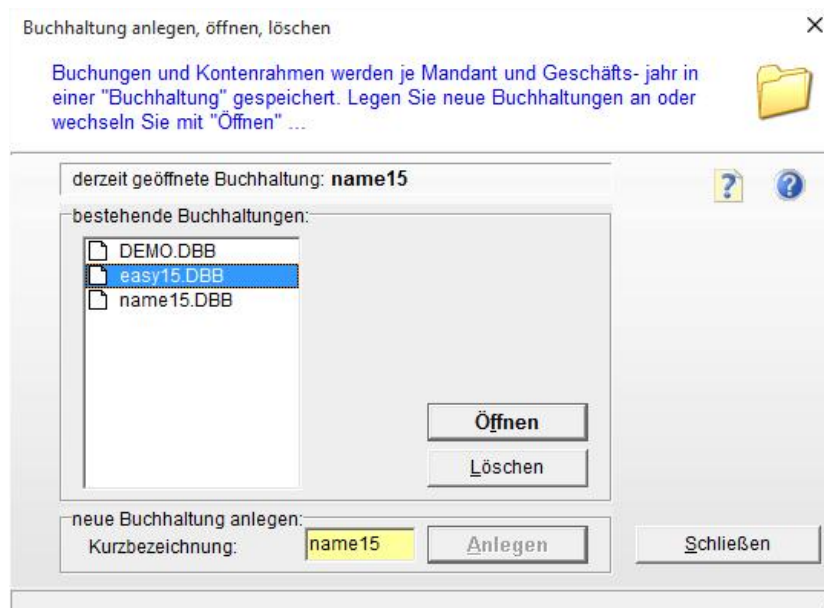 Buchhaltung anlegen, öffnen, löschen
Buchungen und Kontenrahmen werden je Mandant und Geschäfts- jahr in
einer "Buchhaltung" gespeichert. Legen Sie neue Buchhaltungen an oder
wechseln Sie mit "Öffnen" ...
derzeit geöffnete Buchhaltung: name15
bestehende Buchhaltungen:
DEMO.DBB
easy15.DBB
name15.DBB
Öffnen
Löschen
neue Buchhaltung anlegen:
Kurzbezeichnung: name15 Anlegen Schließen